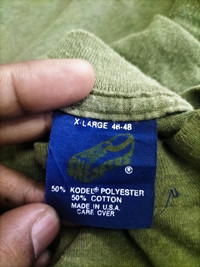 X-LARGE 46-48
®
50% KODEL® POLYESTER
50% COTTON
MADE IN U.S.A.
CARE OVER